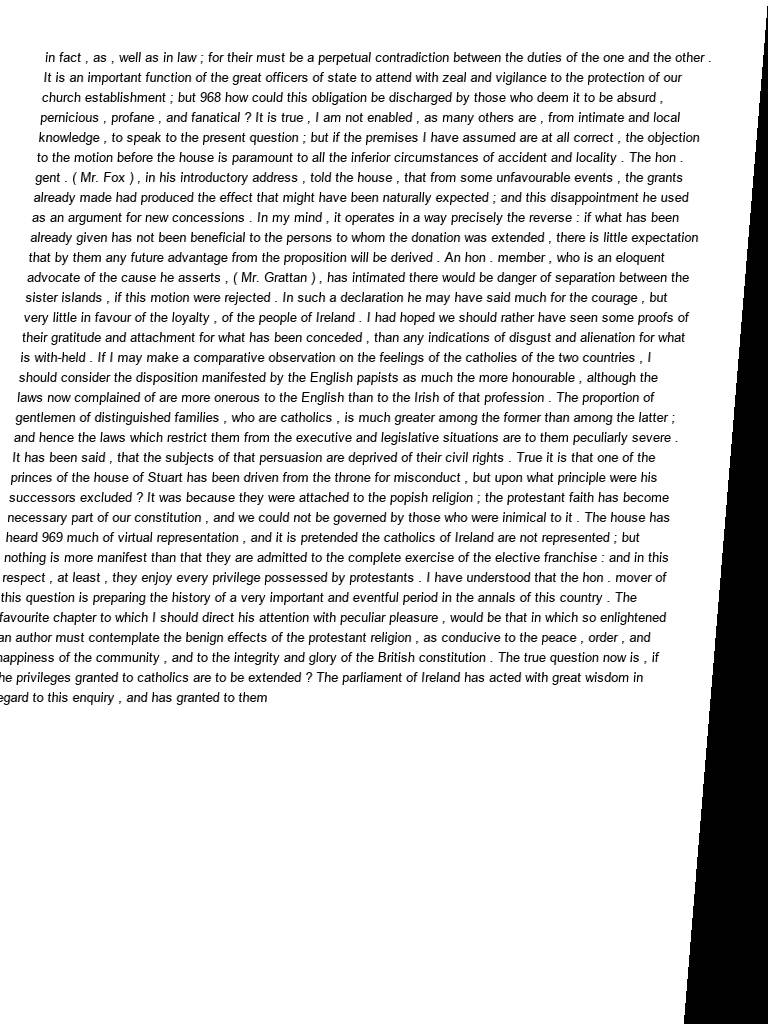 in fact , as , well as in law ; for their must be a perpetual contradiction between the duties of the one and the other .
It is an important function of the great officers of state to attend with zeal and vigilance to the protection of our
church establishment ; but 968 how could this obligation be discharged by those who deem it to be absurd ,
pernicious , profane , and fanatical ? It is true , I am not enabled , as many others are , from intimate and local
knowledge , to speak to the present question ; but if the premises I have assumed are at all correct , the objection
to the motion before the house is paramount to all the inferior circumstances of accident and locality . The hon .
gent . ( Mr. Fox ) , in his introductory address , told the house , that from some unfavourable events , the grants
already made had produced the effect that might have been naturally expected ; and this disappointment he used
as an argument for new concessions . In my mind , it operates in a way precisely the reverse : if what has been
already given has not been beneficial to the persons to whom the donation was extended , there is little expectation
that by them any future advantage from the proposition will be derived . An hon . member , who is an eloquent
advocate of the cause he asserts , ( Mr. Grattan ) , has intimated there would be danger of separation between the
sister islands , if this motion were rejected . In such a declaration he may have said much for the courage , but
very little in favour of the loyalty , of the people of Ireland . I had hoped we should rather have seen some proofs of
their gratitude and attachment for what has been conceded , than any indications of disgust and alienation for what
is with-held . If I may make a comparative observation on the feelings of the catholies of the two countries , I
should consider the disposition manifested by the English papists as much the more honourable , although the
laws now complained of are more onerous to the English than to the Irish of that profession . The proportion of
gentlemen of distinguished families , who are catholics , is much greater among the former than among the latter ;
and hence the laws which restrict them from the executive and legislative situations are to them peculiarly severe .
It has been said , that the subjects of that persuasion are deprived of their civil rights . True it is that one of the
princes of the house of Stuart has been driven from the throne for misconduct , but upon what principle were his
successors excluded ? It was because they were attached to the popish religion ; the protestant faith has become
necessary part of our constitution , and we could not be governed by those who were inimical to it . The house has
heard 969 much of virtual representation , and it is pretended the catholics of Ireland are not represented ; but
nothing is more manifest than that they are admitted to the complete exercise of the elective franchise : and in this
respect , at least , they enjoy every privilege possessed by protestants . I have understood that the hon . mover of
this question is preparing the history of a very important and eventful period in the annals of this country . The
favourite chapter to which I should direct his attention with peculiar pleasure , would be that in which so enlightened
an author must contemplate the benign effects of the protestant religion , as conducive to the peace , order , and
happiness of the community , and to the integrity and glory of the British constitution . The true question now is , if
he privileges granted to catholics are to be extended ? The parliament of Ireland has acted with great wisdom in
egard to this enquiry , and has granted to them